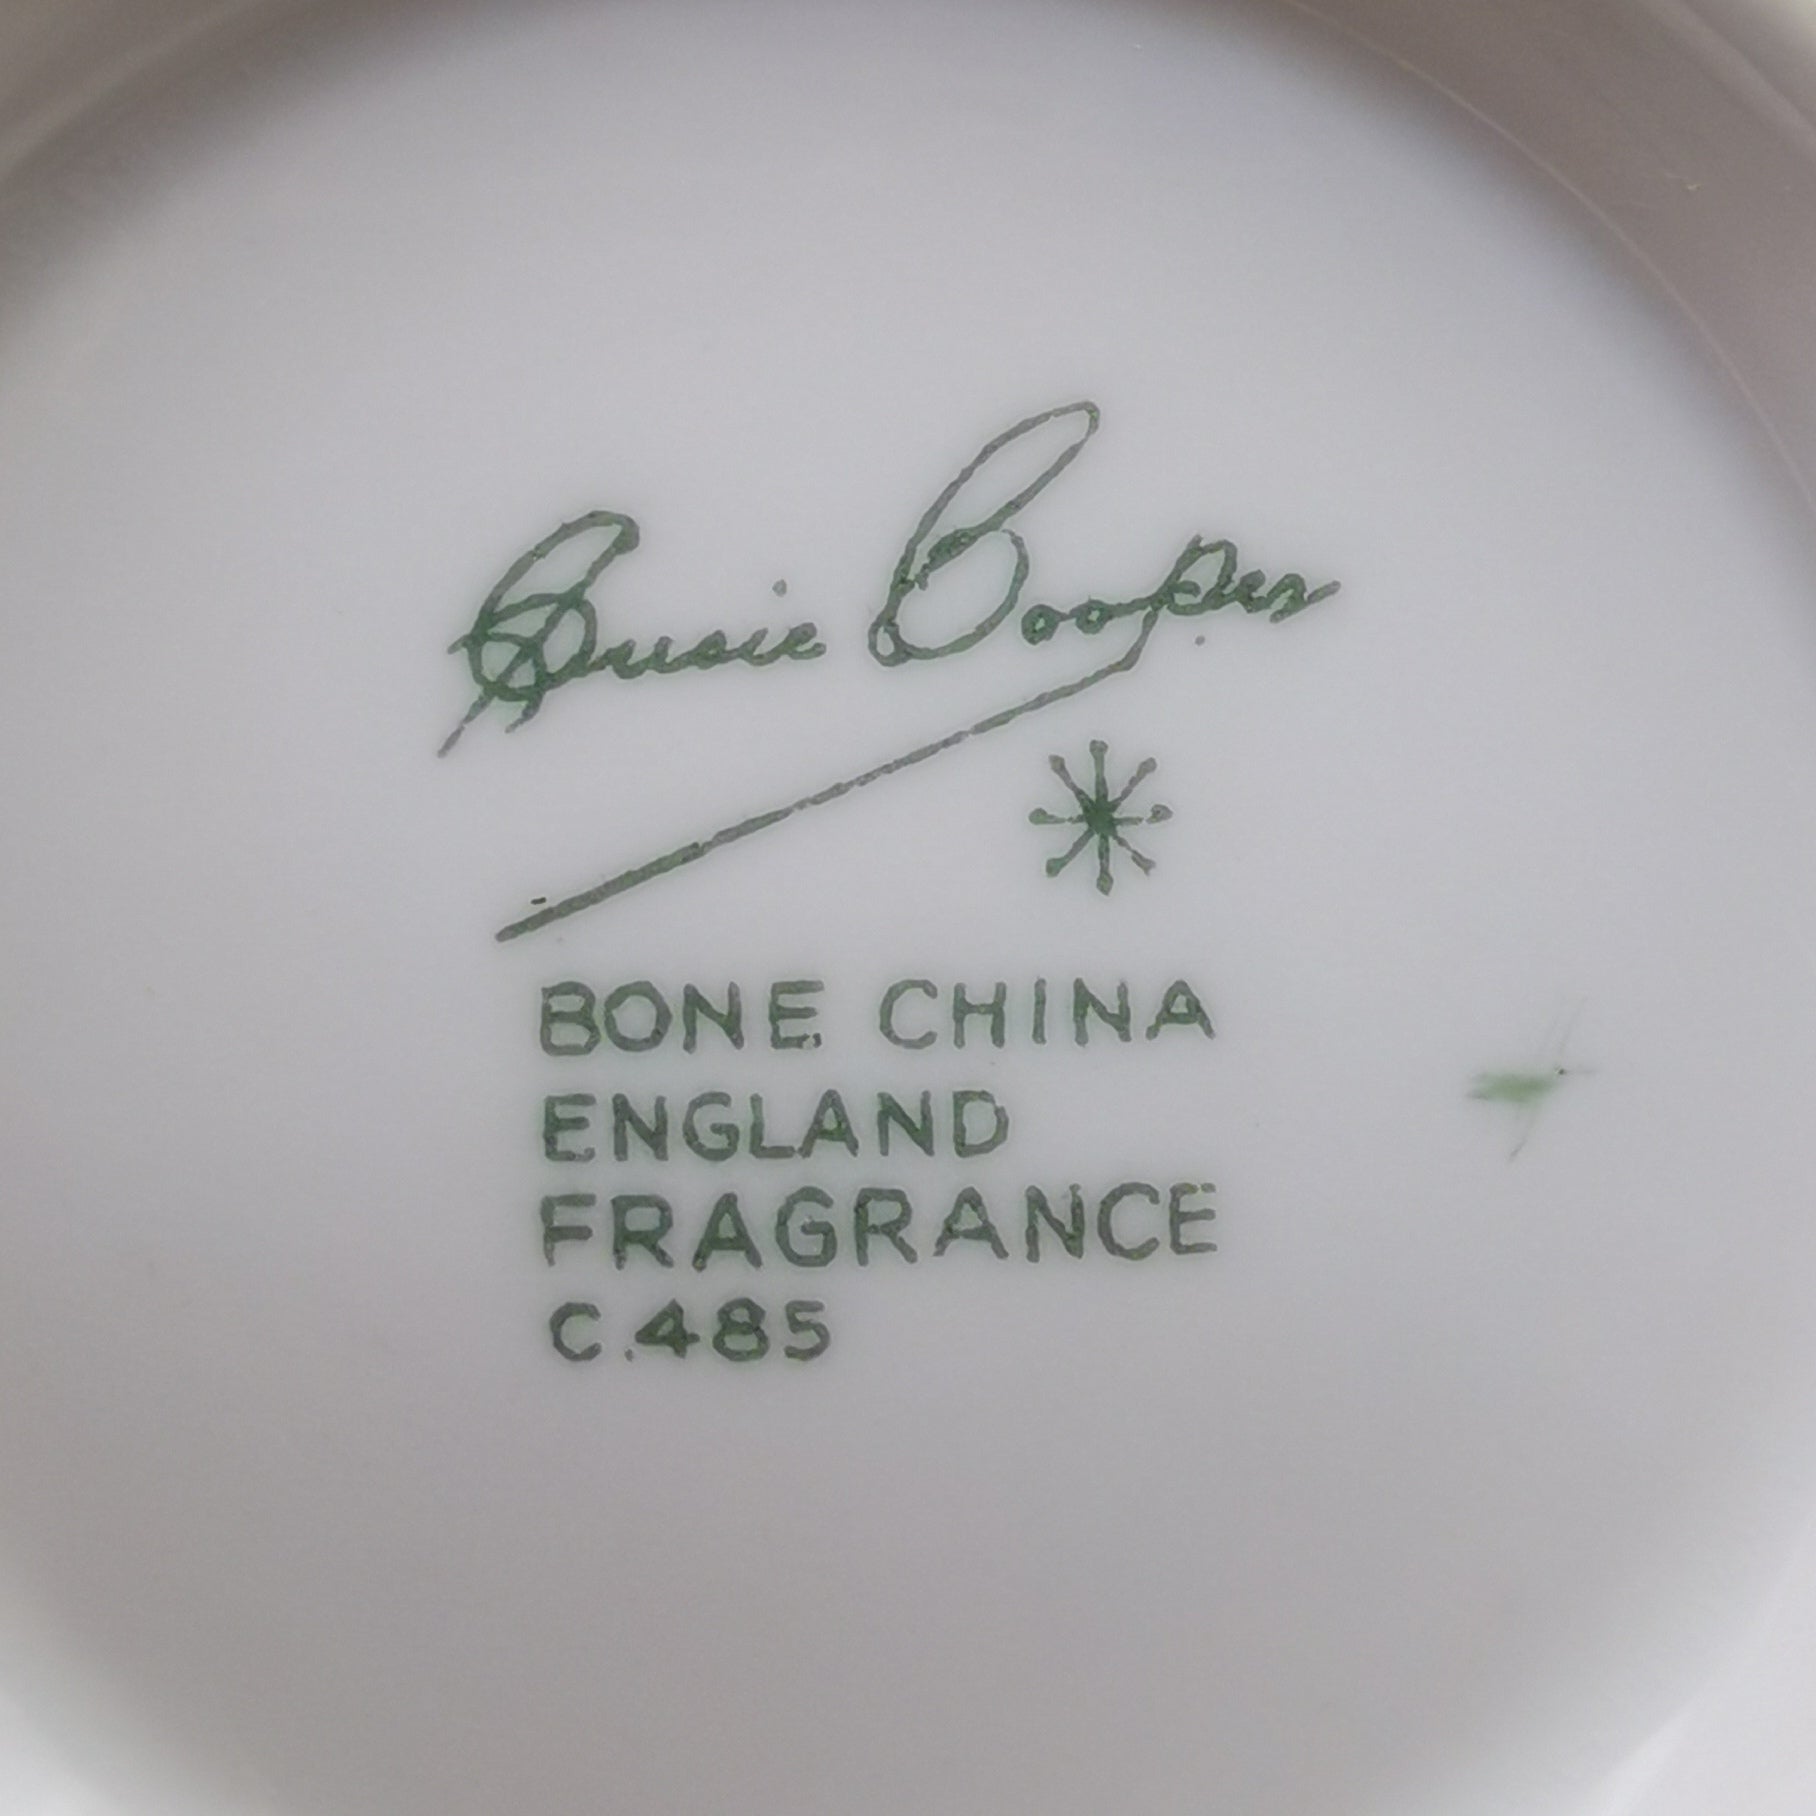 Susie Cooper
BONE CHINA
ENGLAND
FRAGRANCE
C.485